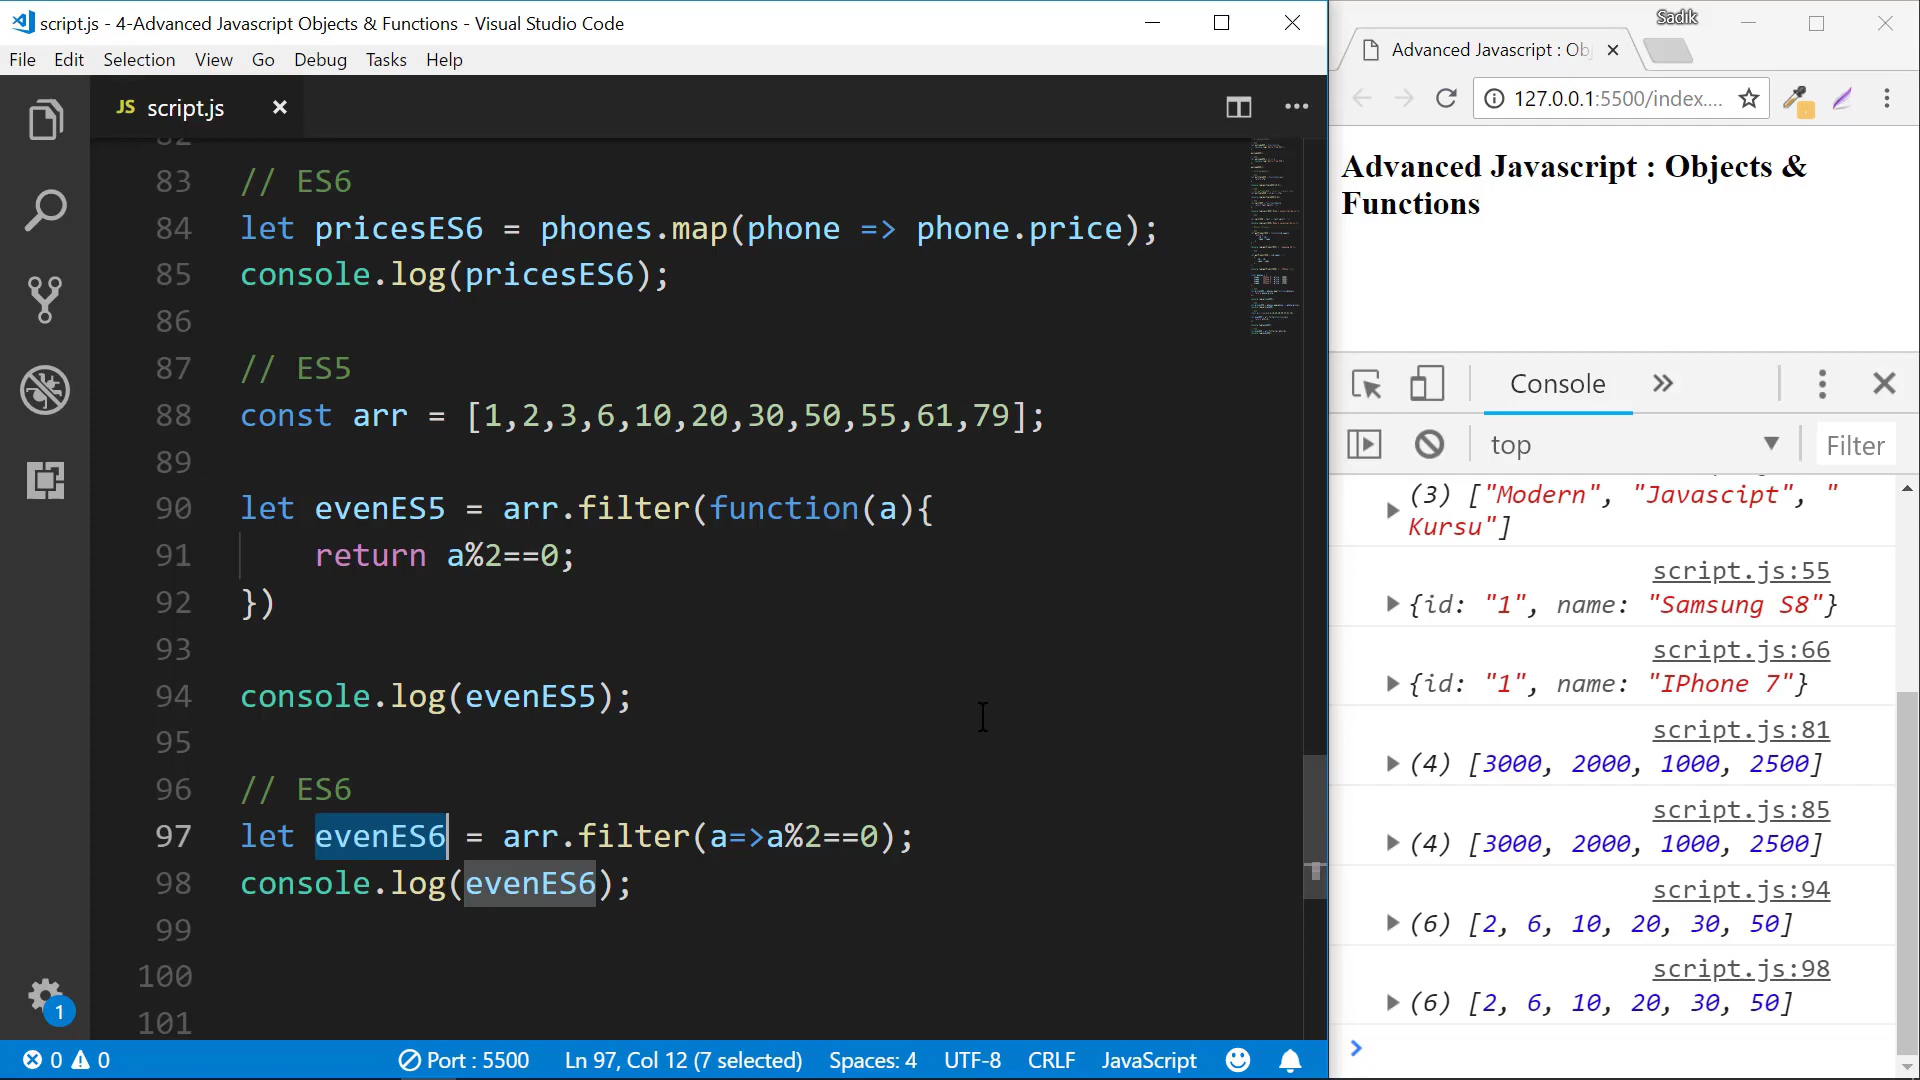 script.js - 4-Advanced Javascript Objects & Functions - Visual Studio Code
File Edit Selection View Go Debug Tasks Help
JS script.js
82
83 // ES6
84 let pricesES6 = phones.map(phone => phone.price);
85 console.log(pricesES6);
86
87 // ES5
88 const arr = [1,2,3,6,10,20,30,50,55,61,79];
89
90 let evenES5 = arr.filter(function(a){
91 return a%2==0;
92 })
93
94 console.log(evenES5);
95
96 // ES6
97 let evenES6 = arr.filter(a=>a%2==0);
98 console.log(evenES6);
99
100
101
1
0 0 Port : 5500 Ln 97, Col 12 (7 selected) Spaces: 4 UTF-8 CRLF JavaScript
Sadik
Advanced Javascript : Ob
127.0.0.1:5500/index....
Advanced Javascript : Objects &
Functions
Console
top Filter
(3) ["Modern", "Javascipt", "
Kursu"]
script.js:55
{id: "1", name: "Samsung S8"}
script.js:66
{id: "1", name: "IPhone 7"}
script.js:81
(4) [3000, 2000, 1000, 2500]
script.js:85
(4) [3000, 2000, 1000, 2500]
script.js:94
(6) [2, 6, 10, 20, 30, 50]
script.js:98
(6) [2, 6, 10, 20, 30, 50]